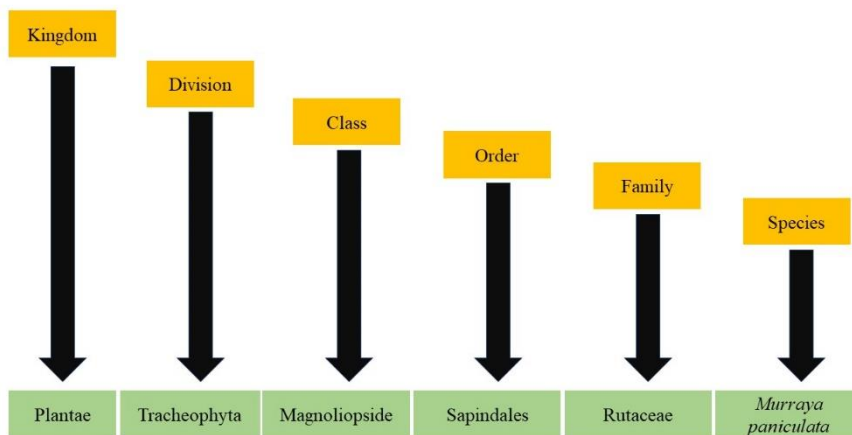 Kingdom
Division
Class
Order
Family
Species
Plantae
Tracheophyta
Magnoliopside
Sapindales
Rutaceae
Murraya
paniculata